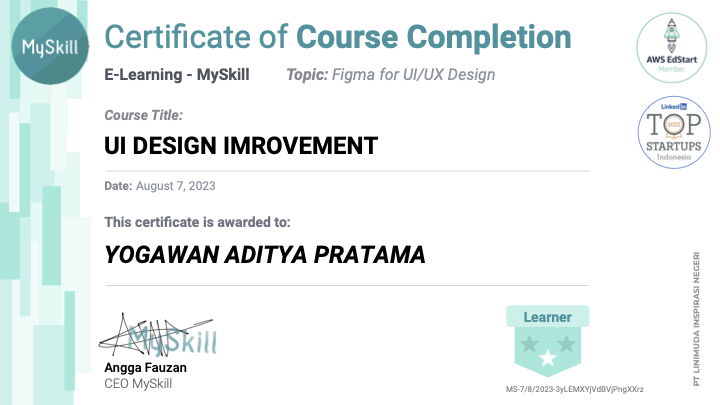 MySkill
Certificate of Course Completion
E-Learning - MySkill Topic: Figma for UI/UX Design
Course Title:
UI DESIGN IMROVEMENT
Date: August 7, 2023
This certificate is awarded to:
YOGAWAN ADITYA PRATAMA
MySkill
Angga Fauzan
CEO MySkill
Learner
MS-7/8/2023-3yLEMXYjVdBVjPngXXrz
AWS EdStart
Member
LinkedIn
TOP
2022
STARTUPS
Indonesia
PT LINIMUDA INSPIRASI NEGERI